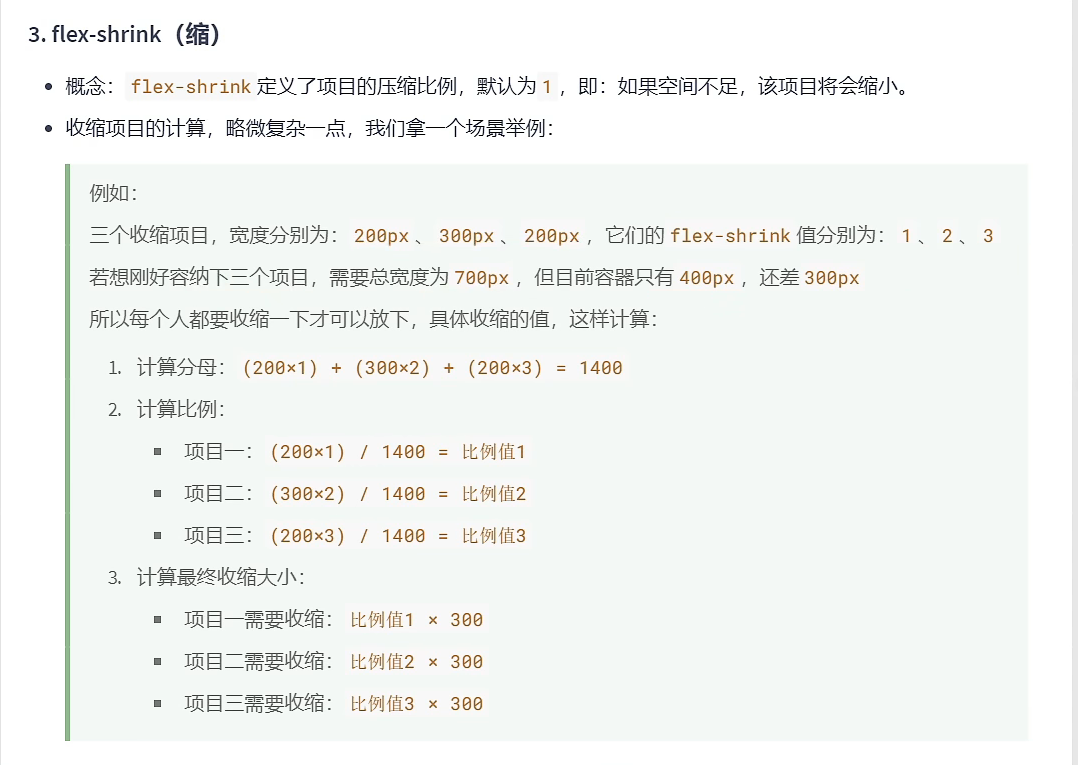 3. flex-shrink（缩）
概念：flex-shrink 定义了项目的压缩比例，默认为 1 ，即：如果空间不足，该项目将会缩小。
收缩项目的计算，略微复杂一点，我们拿一个场景举例：
例如：
三个收缩项目，宽度分别为： 200px 、 300px 、 200px ，它们的 flex-shrink 值分别为： 1 、 2 、 3
若想刚好容纳下三个项目，需要总宽度为 700px ，但目前容器只有 400px ，还差 300px
所以每个人都要收缩一下才可以放下，具体收缩的值，这样计算：
1. 计算分母： (200×1) + (300×2) + (200×3) = 1400
2. 计算比例：
项目一： (200×1) / 1400 = 比例值1
项目二： (300×2) / 1400 = 比例值2
项目三： (200×3) / 1400 = 比例值3
3. 计算最终收缩大小：
项目一需要收缩： 比例值1 × 300
项目二需要收缩： 比例值2 × 300
项目三需要收缩： 比例值3 × 300